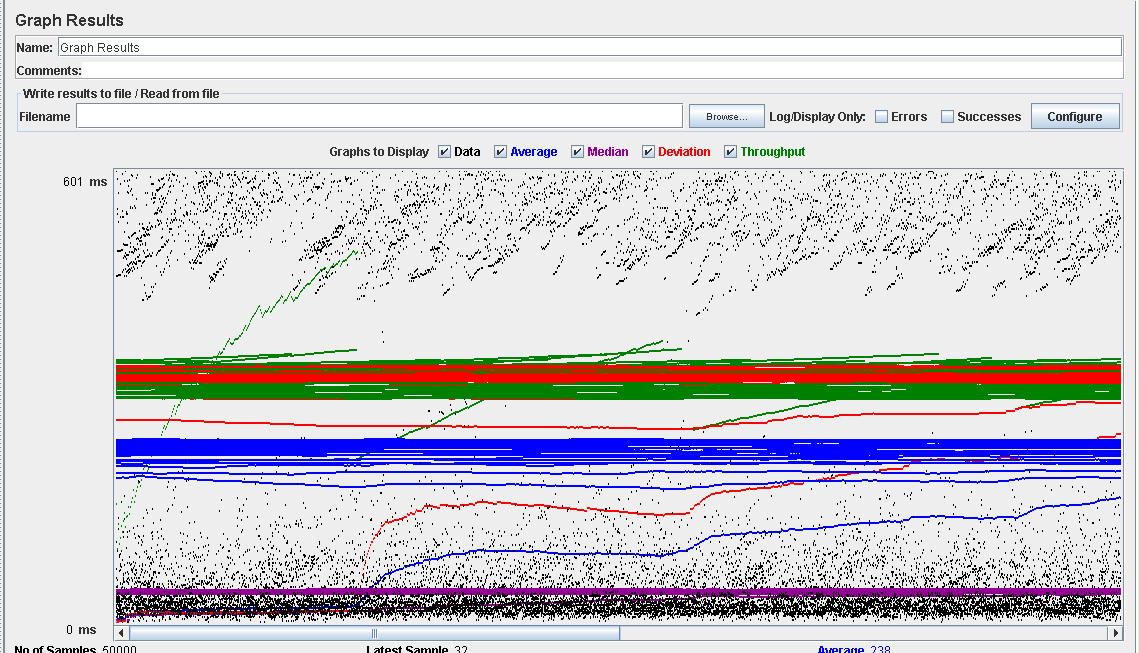 Graph Results
Name: Graph Results
Comments:
Write results to file / Read from file
Filename Browse... Log/Display Only: Errors Successes Configure
Graphs to Display Data Average Median Deviation Throughput
601 ms
0 ms
No of Samples 50000 Latest Sample 32 Average 238